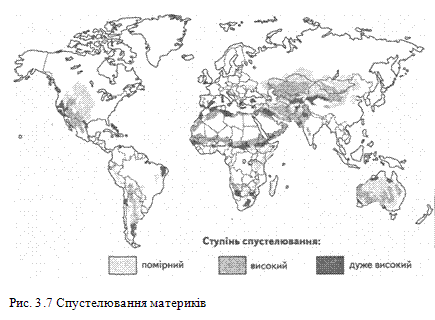 Ступінь спустелювання:
помірний високий дуже високий
Рис. 3.7 Спустелювання материків